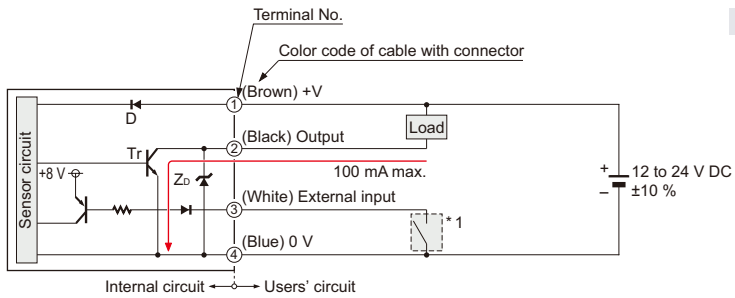 Terminal No.
Color code of cable with connector
(Brown) +V
1
D
Load
(Black) Output
2
Tr
+8 V
ZD
100 mA max.
+
−
12 to 24 V DC
±10 %
Sensor circuit
(White) External input
3
* 1
(Blue) 0 V
4
Internal circuit
Users' circuit